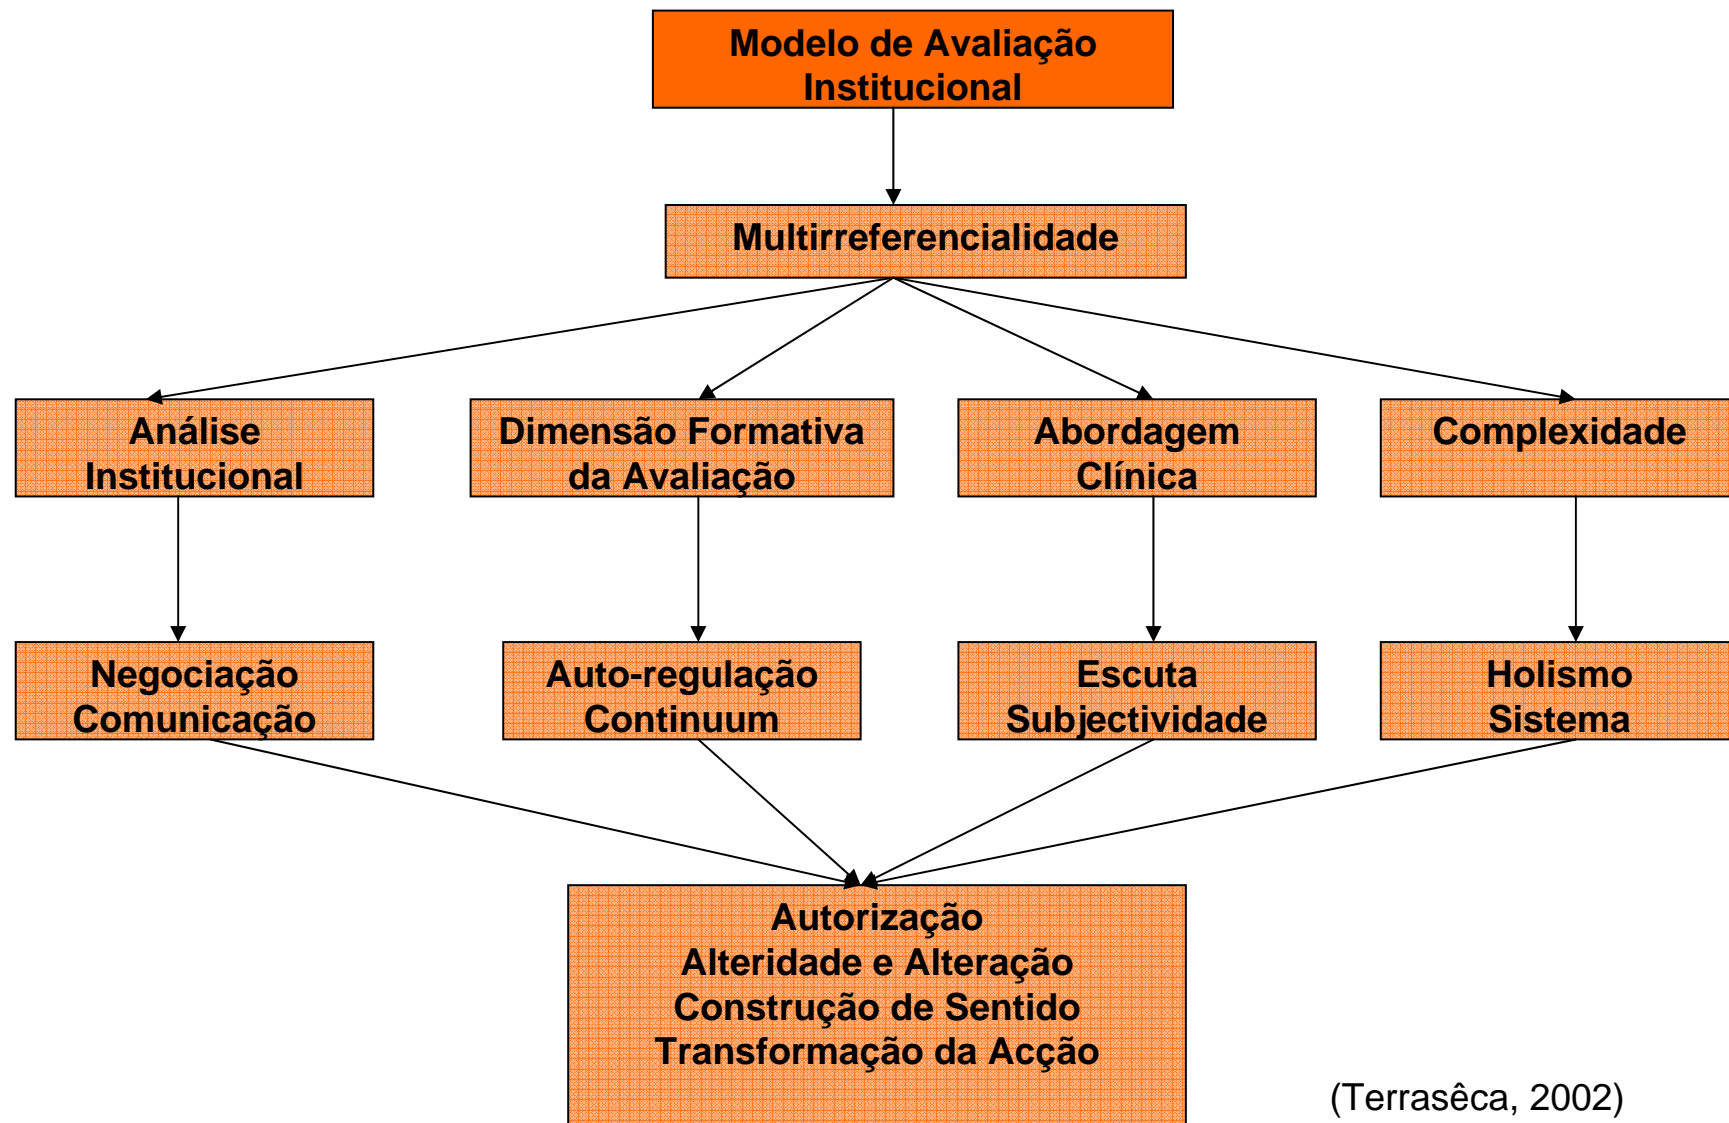 Modelo de Avaliação
Institucional
Multirreferencialidade
Análise
Institucional
Dimensão Formativa
da Avaliação
Abordagem
Clínica
Complexidade
Negociação
Comunicação
Auto-regulação
Continuum
Escuta
Subjectividade
Holismo
Sistema
Autorização
Alteridade e Alteração
Construção de Sentido
Transformação da Acção
(Terrasêca, 2002)